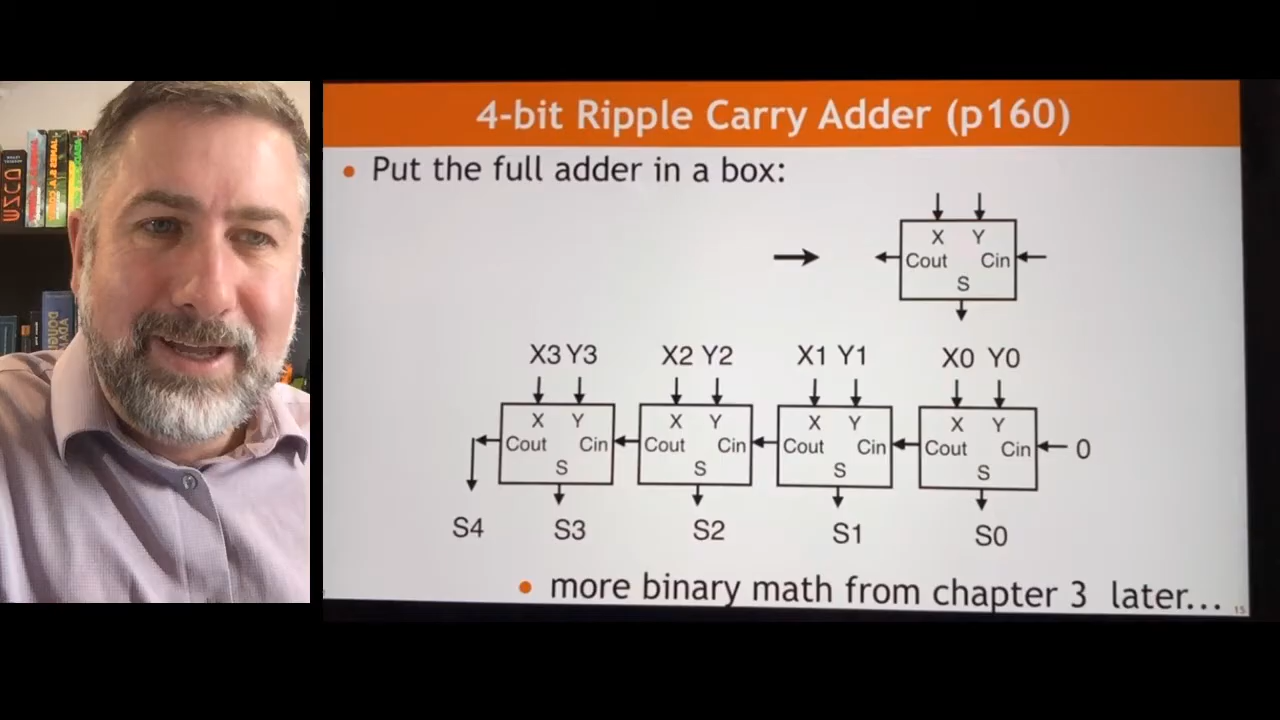 4-bit Ripple Carry Adder (p160)
• Put the full adder in a box:
X Y
Cout Cin
S
X3 Y3 X2 Y2 X1 Y1 X0 Y0
X Y X Y X Y X Y
Cout Cin Cout Cin Cout Cin Cout Cin 0
S S S S
S4 S3 S2 S1 S0
• more binary math from chapter 3 later...
15